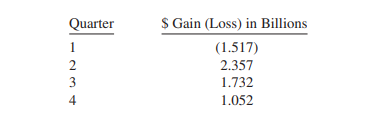 Quarter $ Gain (Loss) in Billions
1 (1.517)
2 2.357
3 1.732
4 1.052